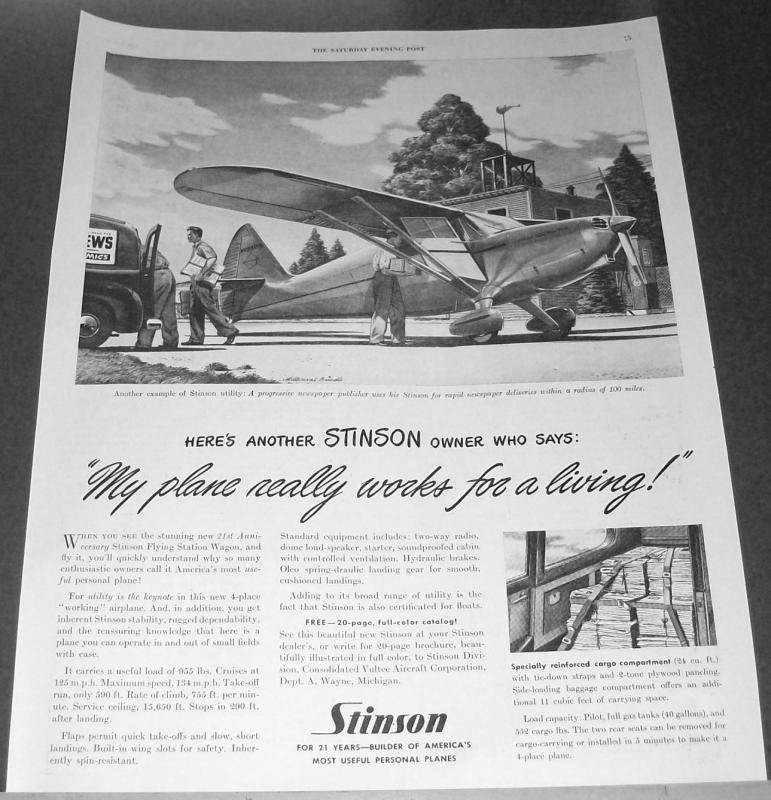 THE SATURDAY EVENING POST
75
EWS
COMICS
Another example of Stinson utility: A progressive newspaper publisher uses his Stinson for rapid newspaper deliveries within a radius of 100 miles.
HERE'S ANOTHER STINSON OWNER WHO SAYS:
"My plane really works for a living!"
WHEN YOU SEE the stunning new 21st Anni-
versary Stinson Flying Station Wagon, and
fly it, you'll quickly understand why so many
enthusiastic owners call it America's most use-
ful personal plane!
For utility is the keynote in this new 4-place
"working" airplane. And, in addition, you get
inherent Stinson stability, rugged dependability,
and the reassuring knowledge that here is a
plane you can operate in and out of small fields
with ease.
It carries a useful load of 955 lbs. Cruises at
125 m.p.h. Maximum speed, 134 m.p.h. Take-off
run, only 590 ft. Rate of climb, 755 ft. per min-
ute. Service ceiling, 15,650 ft. Stops in 290 ft.
after landing.
Flaps permit quick take-offs and slow, short
landings. Built-in wing slots for safety. Inher-
ently spin-resistant.
Standard equipment includes: two-way radio,
dome loud-speaker, starter, soundproofed cabin
with controlled ventilation. Hydraulic brakes.
Oleo spring-draulic landing gear for smooth,
cushioned landings.
Adding to its broad range of utility is the
fact that Stinson is also certificated for floats.
FREE—20-page, full-color catalog!
See this beautiful new Stinson at your Stinson
dealer's, or write for 20-page brochure, beau-
tifully illustrated in full color, to Stinson Divi-
sion, Consolidated Vultee Aircraft Corporation,
Dept. A, Wayne, Michigan.
Stinson
FOR 21 YEARS—BUILDER OF AMERICA'S
MOST USEFUL PERSONAL PLANES
Specially reinforced cargo compartment (24 cu. ft.)
with tie-down straps and 2-tone plywood paneling.
Side-loading baggage compartment offers an addi-
tional 11 cubic feet of carrying space.
Load capacity: Pilot, full gas tanks (40 gallons), and
552 cargo lbs. The two rear seats can be removed for
cargo-carrying or installed in 5 minutes to make it a
4-place plane.